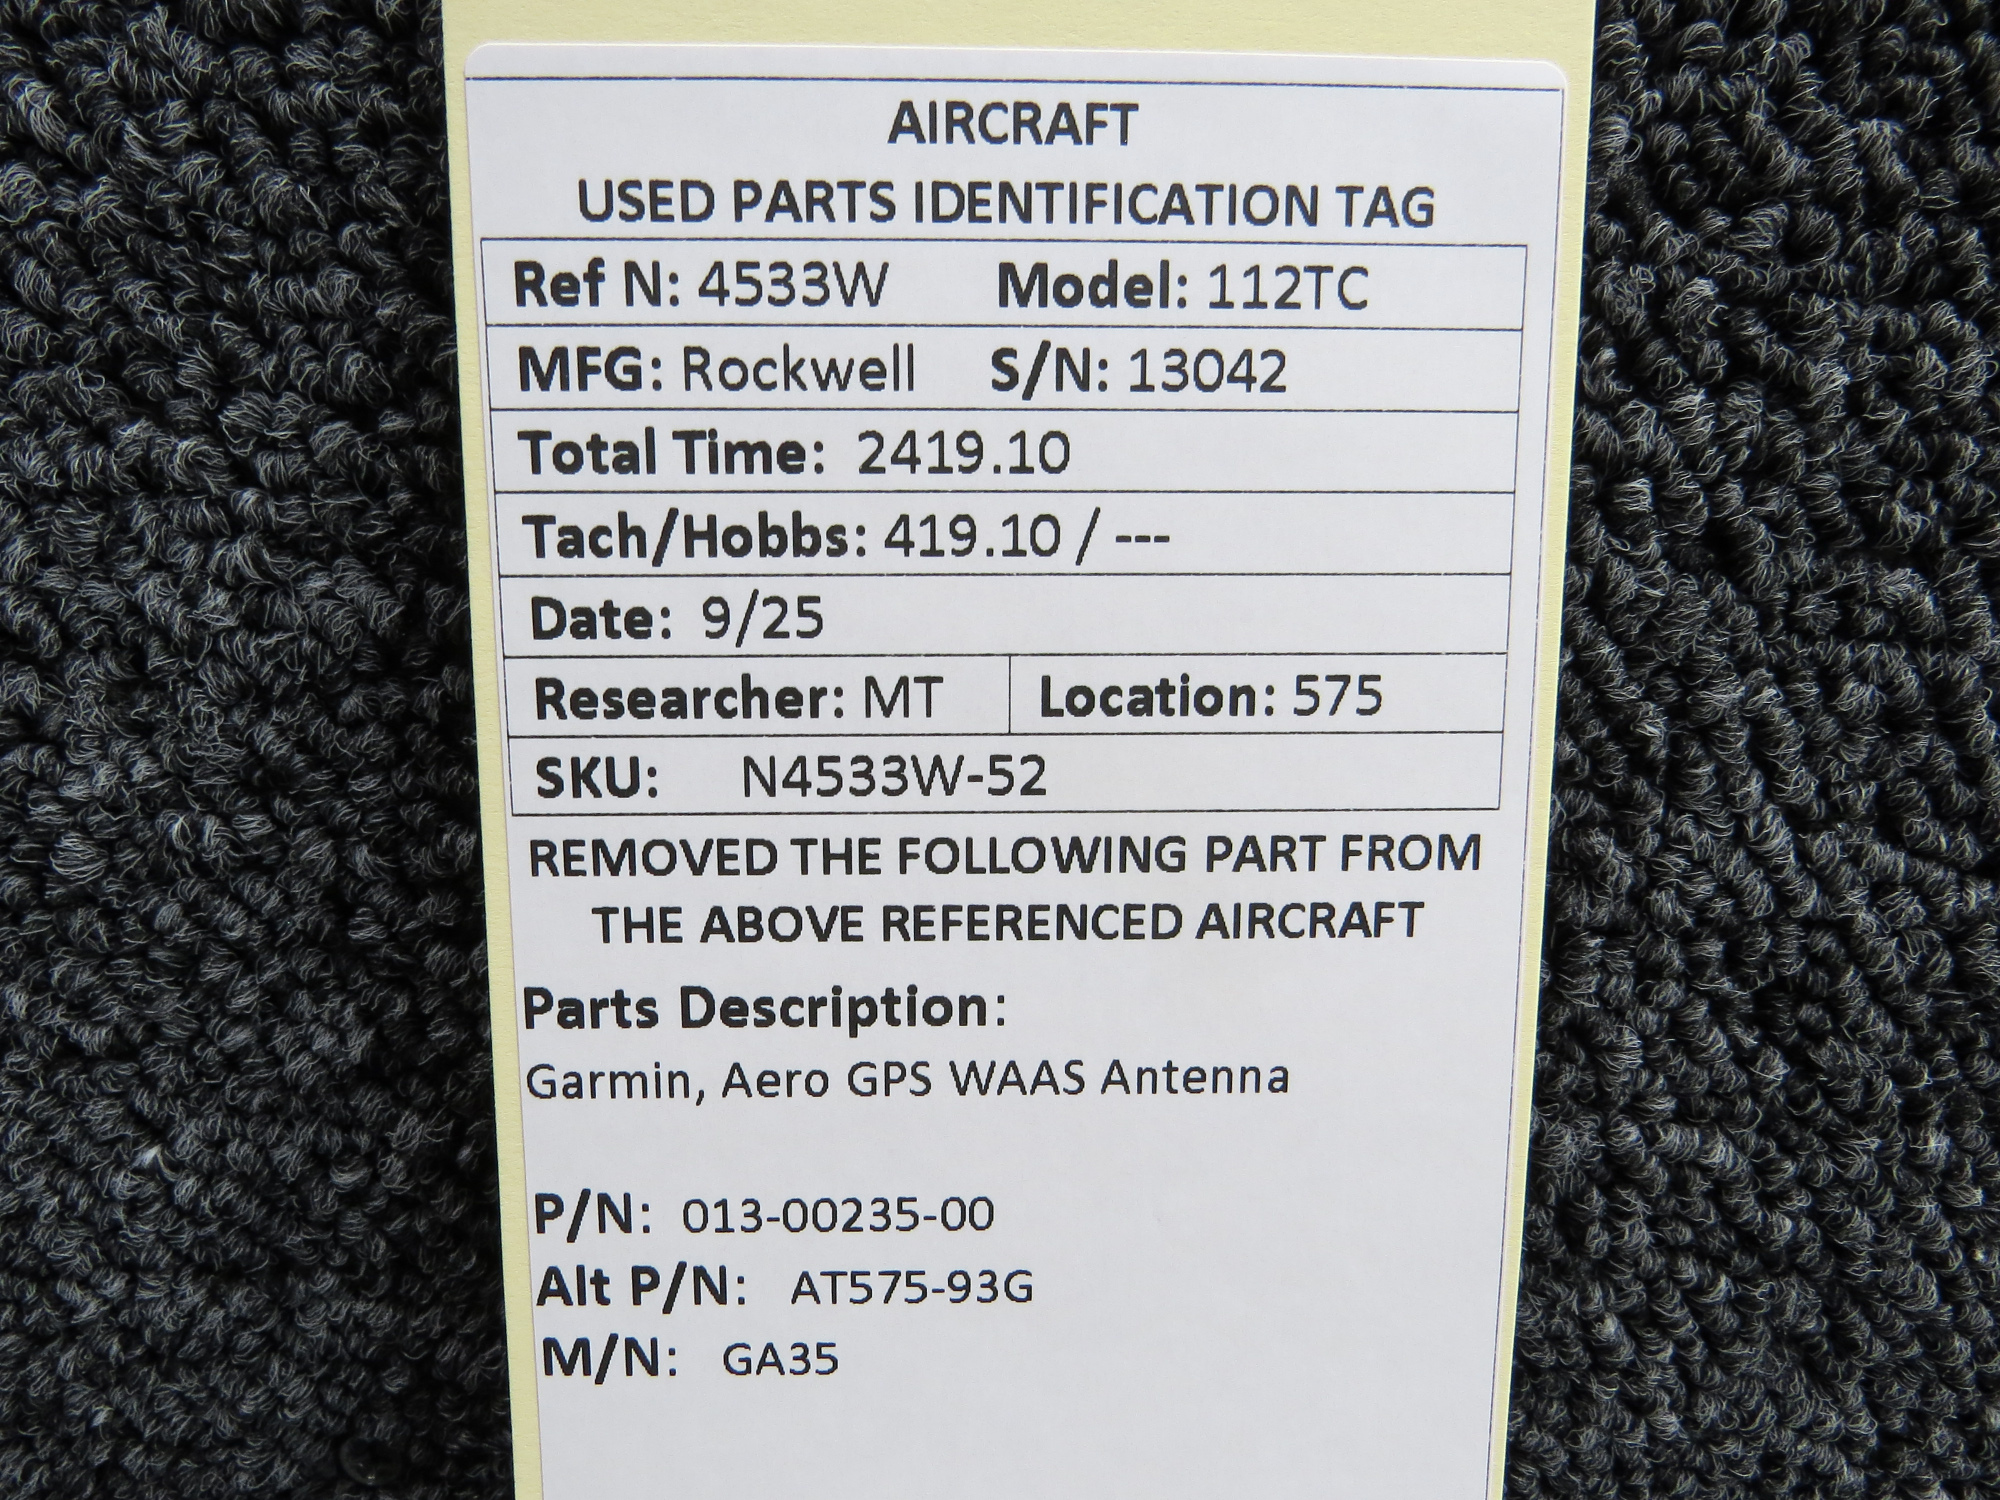 AIRCRAFT
USED PARTS IDENTIFICATION TAG
Ref N: 4533W Model: 112TC
MFG: Rockwell S/N: 13042
Total Time: 2419.10
Tach/Hobbs: 419.10 / ---
Date: 9/25
Researcher: MT Location: 575
SKU: N4533W-52
REMOVED THE FOLLOWING PART FROM
THE ABOVE REFERENCED AIRCRAFT
Parts Description:
Garmin, Aero GPS WAAS Antenna
P/N: 013-00235-00
Alt P/N: AT575-93G
M/N: GA35